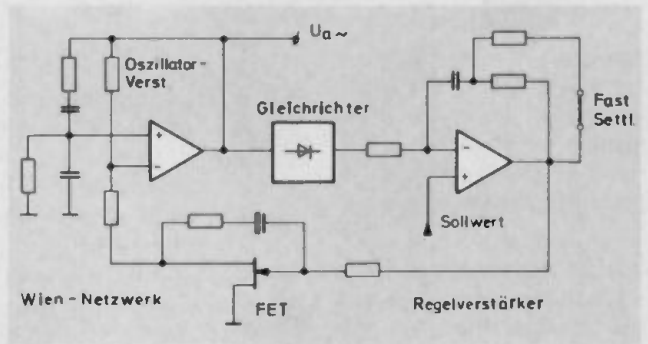 Ua~
Oszillator-
Verst.
Gleichrichter
Fast
Settl.
+
-
-
+
Sollwert
Wien-Netzwerk
FET
Regelverstärker